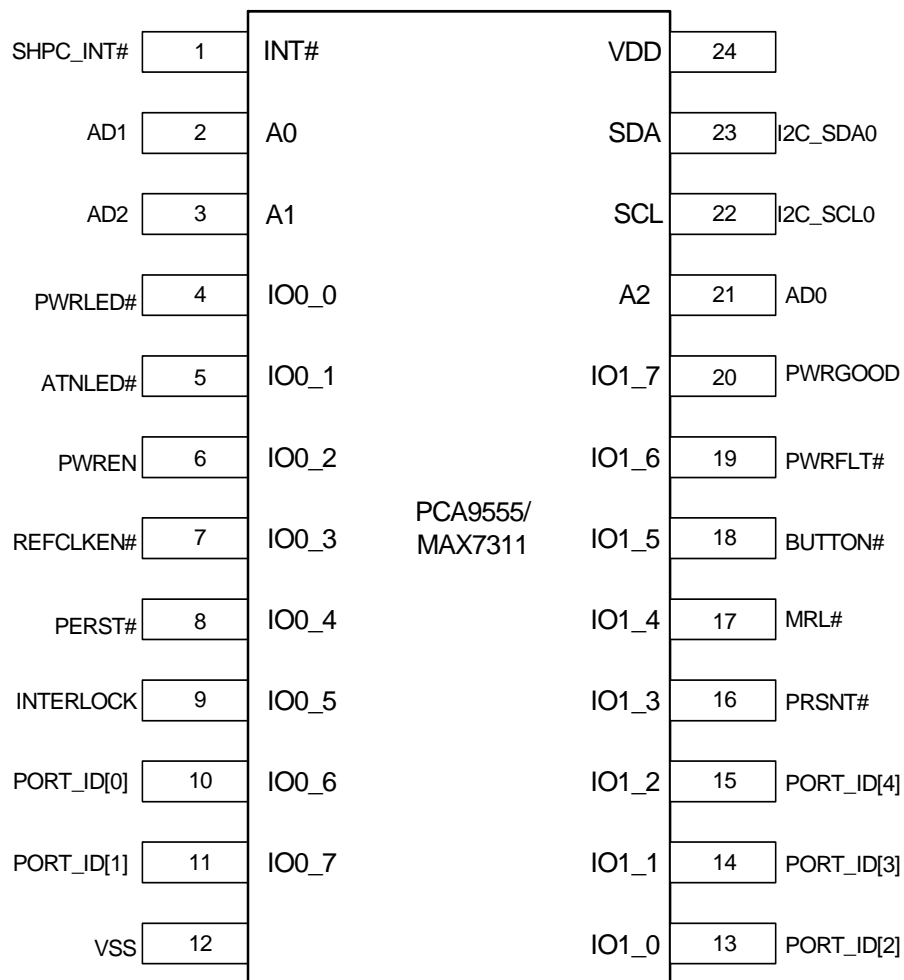 SHPC_INT# 1 INT# VDD 24
AD1 2 A0 SDA 23 I2C_SDA0
AD2 3 A1 SCL 22 I2C_SCL0
PWRLED# 4 IO0_0 A2 21 AD0
ATNLED# 5 IO0_1 IO1_7 20 PWRGOOD
PWREN 6 IO0_2 IO1_6 19 PWRFLT#
PCA9555/
REFCLKEN# 7 IO0_3 MAX7311 IO1_5 18 BUTTON#
PERST# 8 IO0_4 IO1_4 17 MRL#
INTERLOCK 9 IO0_5 IO1_3 16 PRSNT#
PORT_ID[0] 10 IO0_6 IO1_2 15 PORT_ID[4]
PORT_ID[1] 11 IO0_7 IO1_1 14 PORT_ID[3]
VSS 12 IO1_0 13 PORT_ID[2]